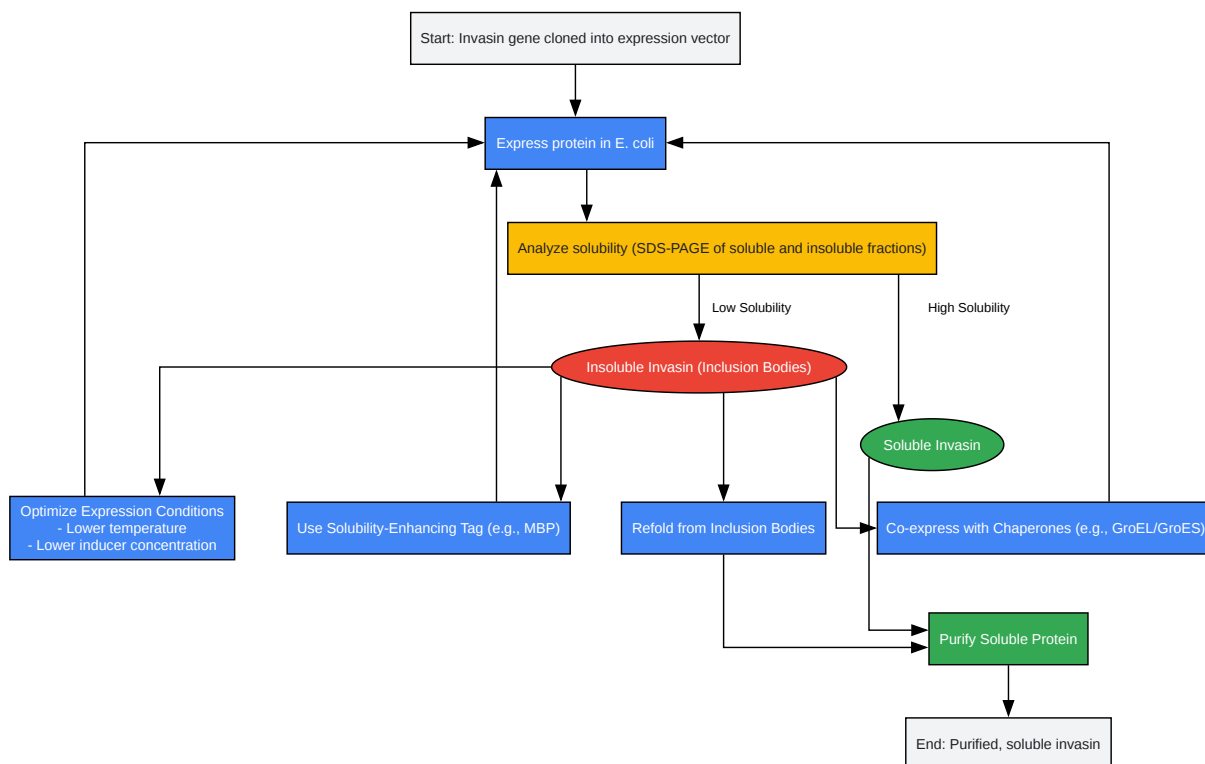 Start: Invasin gene cloned into expression vector
Express protein in E. coli
Analyze solubility (SDS-PAGE of soluble and insoluble fractions)
Low Solubility
High Solubility
Insoluble Invasin (Inclusion Bodies)
Soluble Invasin
Optimize Expression Conditions
- Lower temperature
- Lower inducer concentration
Use Solubility-Enhancing Tag (e.g., MBP)
Refold from Inclusion Bodies
Co-express with Chaperones (e.g., GroEL/GroES)
Purify Soluble Protein
End: Purified, soluble invasin